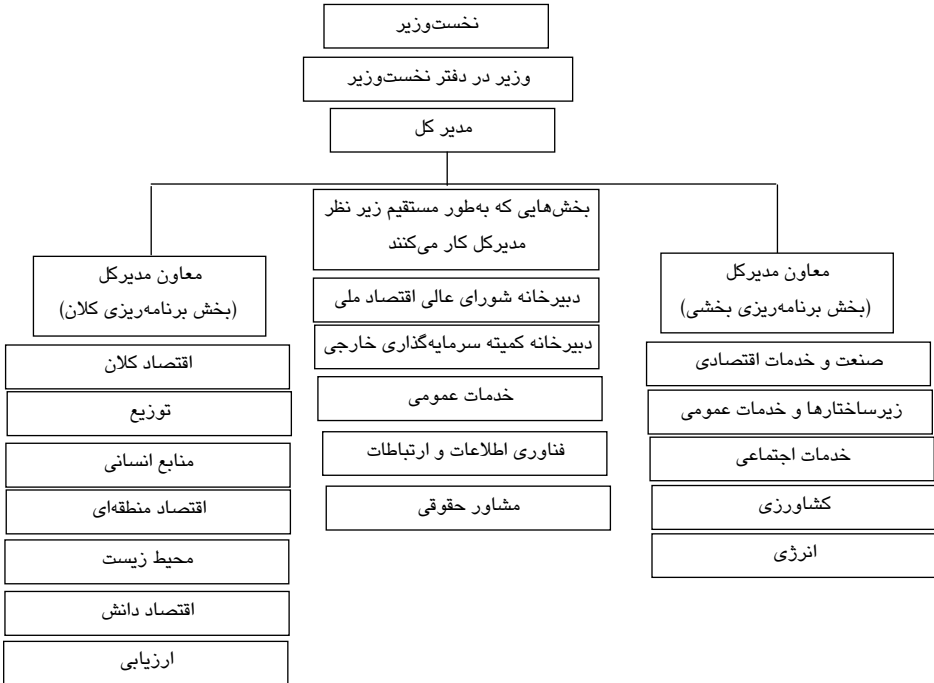 نخست‌وزیر
وزیر در دفتر نخست‌وزیر
مدیر کل
معاون مدیرکل
(بخش برنامه‌ریزی بخشی)
صنعت و خدمات اقتصادی
زیرساختارها و خدمات عمومی
خدمات اجتماعی
کشاورزی
انرژی
بخش‌هایی که به‌طور مستقیم زیر نظر
مدیرکل کار می‌کنند
دبیرخانه شورای عالی اقتصاد ملی
دبیرخانه کمیته سرمایه‌گذاری خارجی
خدمات عمومی
فناوری اطلاعات و ارتباطات
مشاور حقوقی
معاون مدیرکل
(بخش برنامه‌ریزی کلان)
اقتصاد کلان
توزیع
منابع انسانی
اقتصاد منطقه‌ای
محیط زیست
اقتصاد دانش
ارزیابی